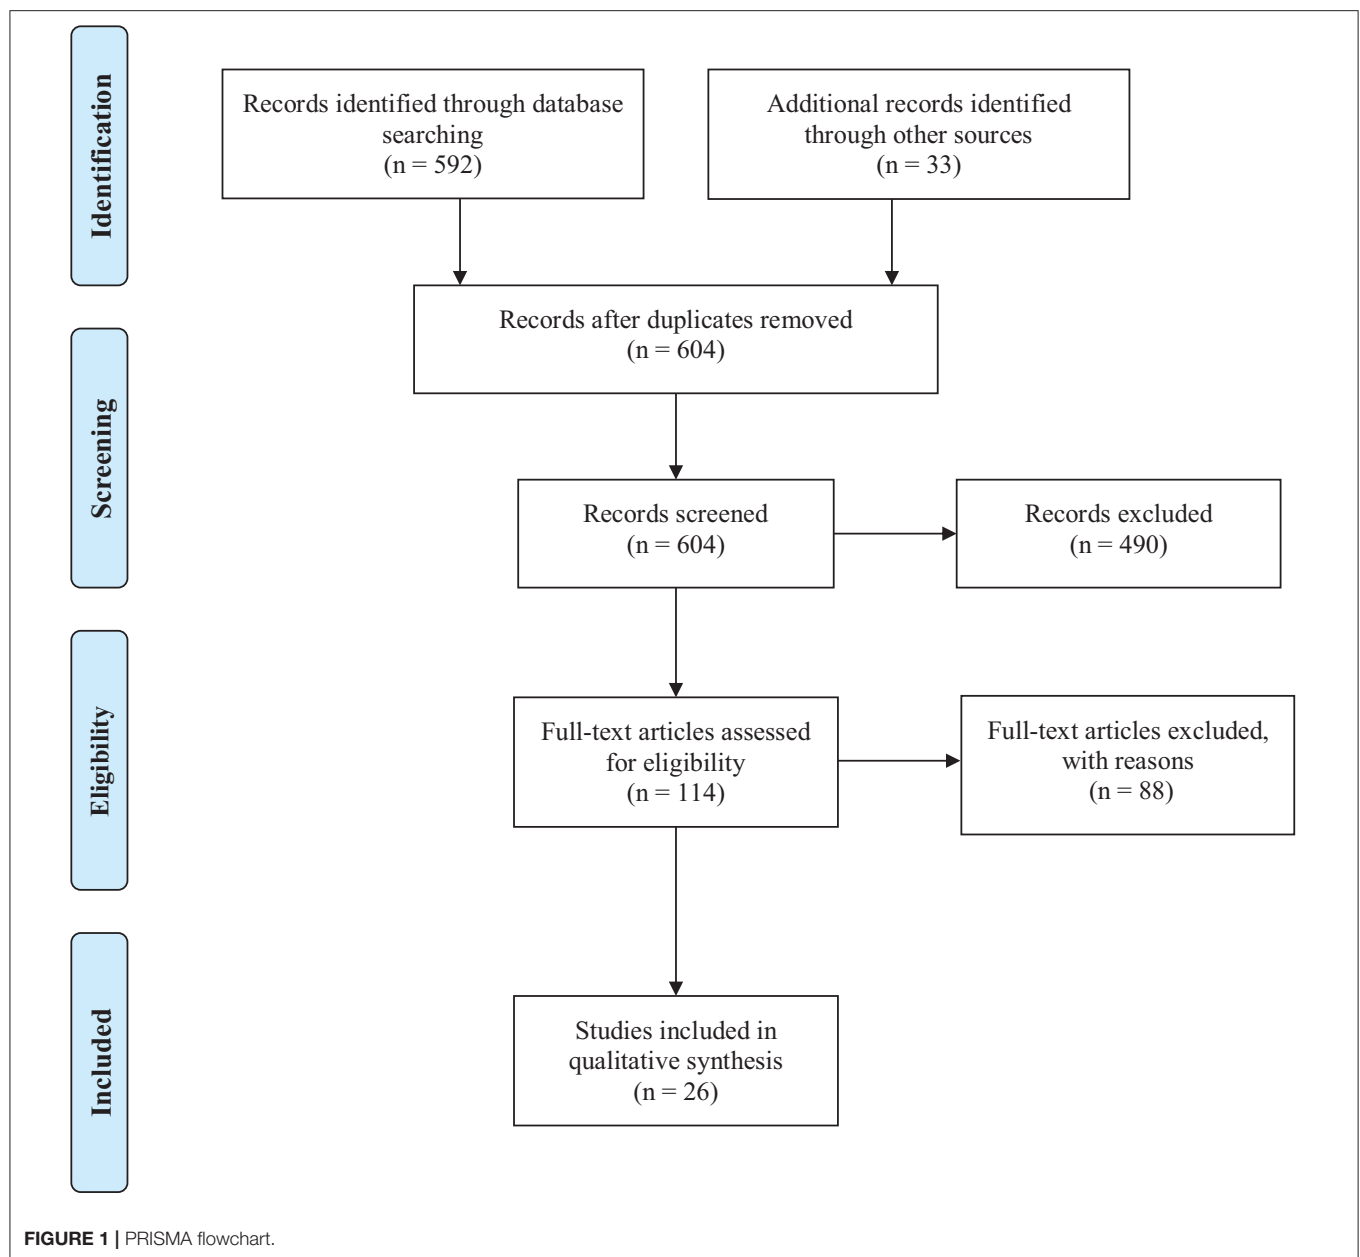 Identification
Records identified through database
searching
(n = 592)
Additional records identified
through other sources
(n = 33)
Records after duplicates removed
(n = 604)
Screening
Records screened
(n = 604)
Records excluded
(n = 490)
Eligibility
Full-text articles assessed
for eligibility
(n = 114)
Full-text articles excluded,
with reasons
(n = 88)
Included
Studies included in
qualitative synthesis
(n = 26)
FIGURE 1 | PRISMA flowchart.